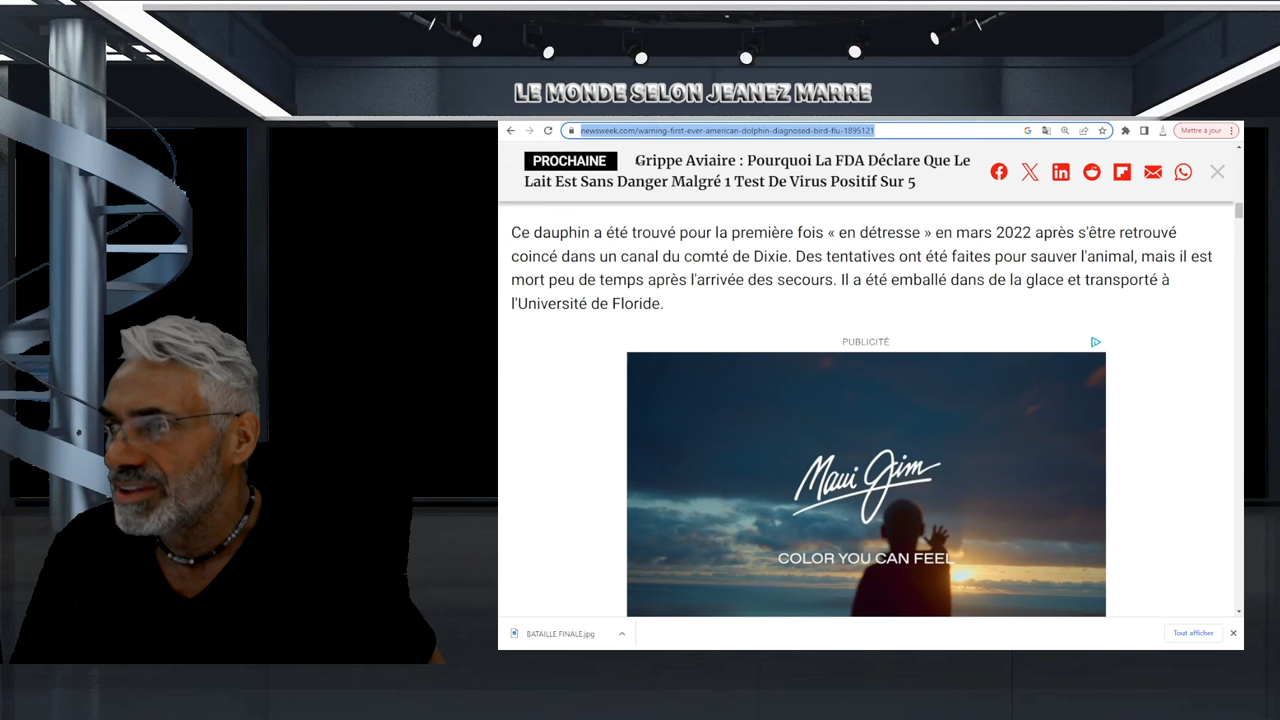 LE MONDE SELON JEANEZ MARRE
newsweek.com/warning-first-ever-american-dolphin-diagnosed-bird-flu-1895121
Mettre à jour
PROCHAINE Grippe Aviaire : Pourquoi La FDA Déclare Que Le
Lait Est Sans Danger Malgré 1 Test De Virus Positif Sur 5
Ce dauphin a été trouvé pour la première fois « en détresse » en mars 2022 après s'être retrouvé
coincé dans un canal du comté de Dixie. Des tentatives ont été faites pour sauver l'animal, mais il est
mort peu de temps après l'arrivée des secours. Il a été emballé dans de la glace et transporté à
l'Université de Floride.
PUBLICITÉ
Maui Jim
COLOR YOU CAN FEEL
BATAILLE FINALE.jpg
Tout afficher